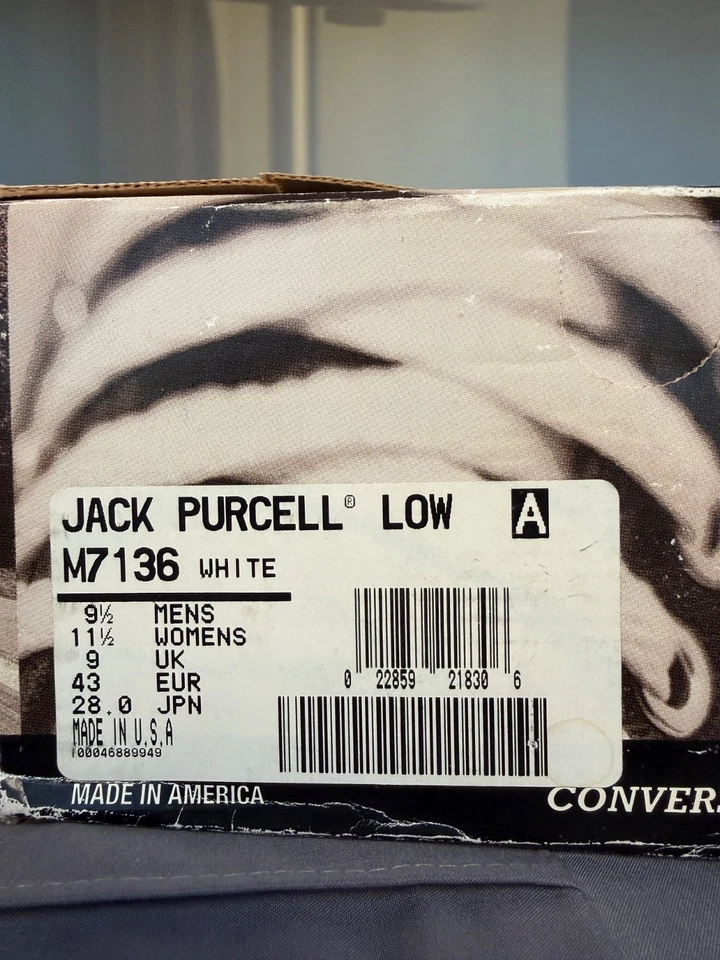 JACK PURCELL® LOW A
M7136 WHITE
9½ MENS
11½ WOMENS
9 UK
43 EUR
28.0 JPN
0 22859 21830 6
MADE IN U.S.A
f00046889949
MADE IN AMERICA
CONVER